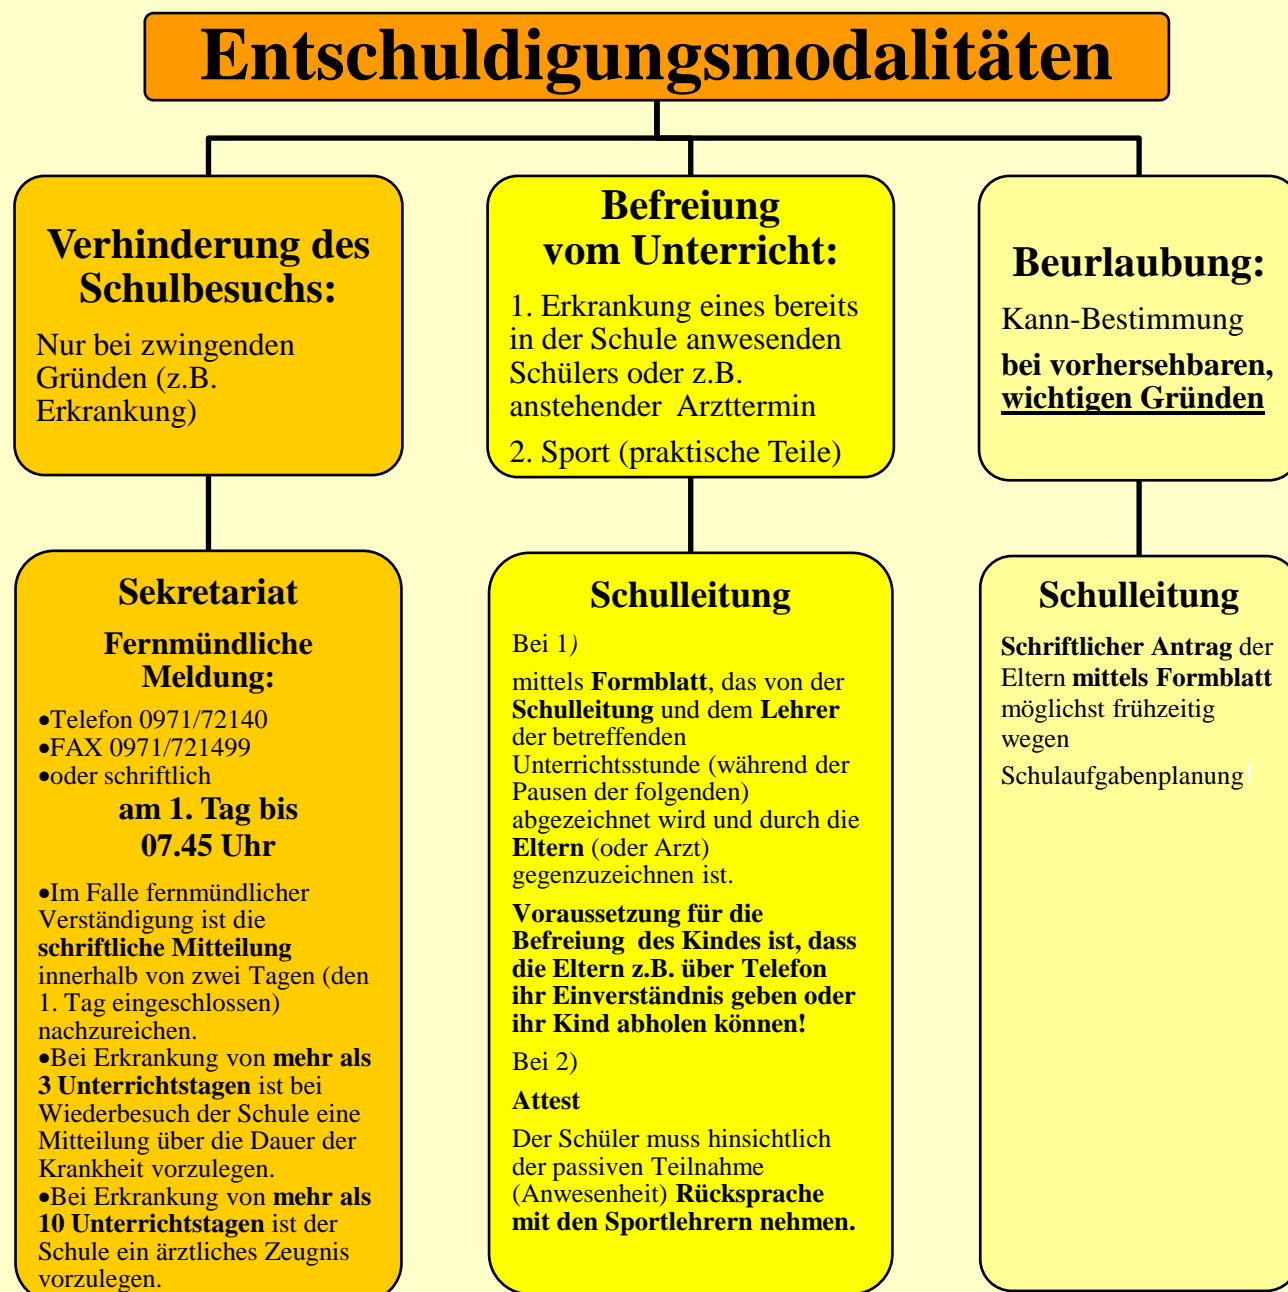 Entschuldigungsmodalitäten
Verhinderung des
Schulbesuchs:
Nur bei zwingenden
Gründen (z.B.
Erkrankung)
Befreiung
vom Unterricht:
1. Erkrankung eines bereits
in der Schule anwesenden
Schülers oder z.B.
anstehender Arzttermin
2. Sport (praktische Teile)
Beurlaubung:
Kann-Bestimmung
bei vorhersehbaren,
wichtigen Gründen
Sekretariat
Fernmündliche
Meldung:
•Telefon 0971/72140
•FAX 0971/721499
•oder schriftlich
am 1. Tag bis
07.45 Uhr
•Im Falle fernmündlicher
Verständigung ist die
schriftliche Mitteilung
innerhalb von zwei Tagen (den
1. Tag eingeschlossen)
nachzureichen.
•Bei Erkrankung von mehr als
3 Unterrichtstagen ist bei
Wiederbesuch der Schule eine
Mitteilung über die Dauer der
Krankheit vorzulegen.
•Bei Erkrankung von mehr als
10 Unterrichtstagen ist der
Schule ein ärztliches Zeugnis
vorzulegen.
Schulleitung
Bei 1)
mittels Formblatt, das von der
Schulleitung und dem Lehrer
der betreffenden
Unterrichtsstunde (während der
Pausen der folgenden)
abgezeichnet wird und durch die
Eltern (oder Arzt)
gegenzuzeichnen ist.
Voraussetzung für die
Befreiung des Kindes ist, dass
die Eltern z.B. über Telefon
ihr Einverständnis geben oder
ihr Kind abholen können!
Bei 2)
Attest
Der Schüler muss hinsichtlich
der passiven Teilnahme
(Anwesenheit) Rücksprache
mit den Sportlehrern nehmen.
Schulleitung
Schriftlicher Antrag der
Eltern mittels Formblatt
möglichst frühzeitig
wegen
Schulaufgabenplanung!